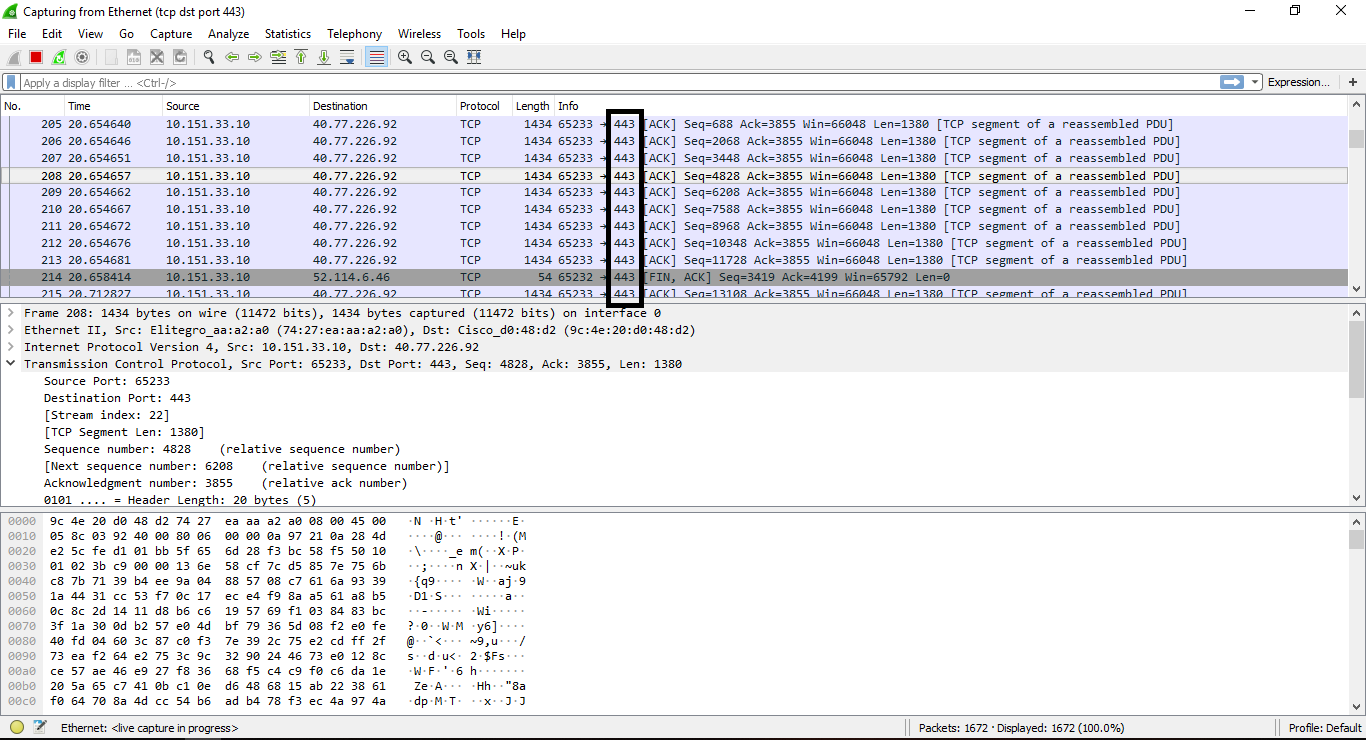 Capturing from Ethernet (tcp dst port 443)
File Edit View Go Capture Analyze Statistics Telephony Wireless Tools Help
Apply a display filter ... <Ctrl-/> Expression... +
No. Time Source Destination Protocol Length Info
205 20.654640 10.151.33.10 40.77.226.92 TCP 1434 65233 → 443 [ACK] Seq=688 Ack=3855 Win=66048 Len=1380 [TCP segment of a reassembled PDU]
206 20.654646 10.151.33.10 40.77.226.92 TCP 1434 65233 → 443 [ACK] Seq=2068 Ack=3855 Win=66048 Len=1380 [TCP segment of a reassembled PDU]
207 20.654651 10.151.33.10 40.77.226.92 TCP 1434 65233 → 443 [ACK] Seq=3448 Ack=3855 Win=66048 Len=1380 [TCP segment of a reassembled PDU]
208 20.654657 10.151.33.10 40.77.226.92 TCP 1434 65233 → 443 [ACK] Seq=4828 Ack=3855 Win=66048 Len=1380 [TCP segment of a reassembled PDU]
209 20.654662 10.151.33.10 40.77.226.92 TCP 1434 65233 → 443 [ACK] Seq=6208 Ack=3855 Win=66048 Len=1380 [TCP segment of a reassembled PDU]
210 20.654667 10.151.33.10 40.77.226.92 TCP 1434 65233 → 443 [ACK] Seq=7588 Ack=3855 Win=66048 Len=1380 [TCP segment of a reassembled PDU]
211 20.654672 10.151.33.10 40.77.226.92 TCP 1434 65233 → 443 [ACK] Seq=8968 Ack=3855 Win=66048 Len=1380 [TCP segment of a reassembled PDU]
212 20.654676 10.151.33.10 40.77.226.92 TCP 1434 65233 → 443 [ACK] Seq=10348 Ack=3855 Win=66048 Len=1380 [TCP segment of a reassembled PDU]
213 20.654681 10.151.33.10 40.77.226.92 TCP 1434 65233 → 443 [ACK] Seq=11728 Ack=3855 Win=66048 Len=1380 [TCP segment of a reassembled PDU]
214 20.658414 10.151.33.10 52.114.6.46 TCP 54 65232 → 443 [FIN, ACK] Seq=3419 Ack=4199 Win=65792 Len=0
215 20.712827 10.151.33.10 40.77.226.92 TCP 1434 65233 → 443 [ACK] Seq=13108 Ack=3855 Win=66048 Len=1380 [TCP segment of a reassembled PDU]
Frame 208: 1434 bytes on wire (11472 bits), 1434 bytes captured (11472 bits) on interface 0
Ethernet II, Src: Elitegro_aa:a2:a0 (74:27:ea:aa:a2:a0), Dst: Cisco_d0:48:d2 (9c:4e:20:d0:48:d2)
Internet Protocol Version 4, Src: 10.151.33.10, Dst: 40.77.226.92
Transmission Control Protocol, Src Port: 65233, Dst Port: 443, Seq: 4828, Ack: 3855, Len: 1380
Source Port: 65233
Destination Port: 443
[Stream index: 22]
[TCP Segment Len: 1380]
Sequence number: 4828 (relative sequence number)
[Next sequence number: 6208 (relative sequence number)]
Acknowledgment number: 3855 (relative ack number)
0101 .... = Header Length: 20 bytes (5)
0000 9c 4e 20 d0 48 d2 74 27 ea aa a2 a0 08 00 45 00 ·N ·H·t' ······E·
0010 05 8c 03 92 40 00 80 06 00 00 0a 97 21 0a 28 4d ····@··· ····!·(M
0020 e2 5c fe d1 01 bb 5f 65 6d 28 f3 bc 58 f5 50 10 ·\····_e m(··X·P·
0030 01 02 3b c9 00 00 13 6e 58 cf 7c d5 85 7e 75 6b ··;····n X·|··~uk
0040 c8 7b 71 39 b4 ee 9a 04 88 57 08 c7 61 6a 93 39 ·{q9···· ·W··aj·9
0050 1a 44 31 cc 53 f7 0c 17 ec e4 f9 8a a5 61 a8 b5 ·D1·S··· ·····a··
0060 0c 8c 2d 14 11 d8 b6 c6 19 57 69 f1 03 84 83 bc ··-····· ·Wi·····
0070 3f 1a 30 0d b2 57 e0 4d bf 79 36 5d 08 f2 e0 fe ?·0··W·M ·y6]····
0080 40 fd 04 60 3c 87 c0 f3 7e 39 2c 75 e2 cd ff 2f @··`<··· ~9,u···/
0090 73 ea f2 64 e2 75 3c 9c 32 90 24 46 73 e0 12 8c s··d·u<· 2·$Fs···
00a0 ce 57 ae 46 e9 27 f8 36 68 f5 c4 c9 f0 c6 da 1e ·W·F·'·6 h·······
00b0 20 5a 65 c7 41 0b c1 0e d6 48 68 15 ab 22 38 61 Ze·A··· ·Hh··"8a
00c0 f0 64 70 8a 4d cc 54 b6 ad b4 78 f3 ec 4a 97 4a ·dp·M·T· ··x··J·J
Ethernet: <live capture in progress> Packets: 1672 · Displayed: 1672 (100.0%) Profile: Default